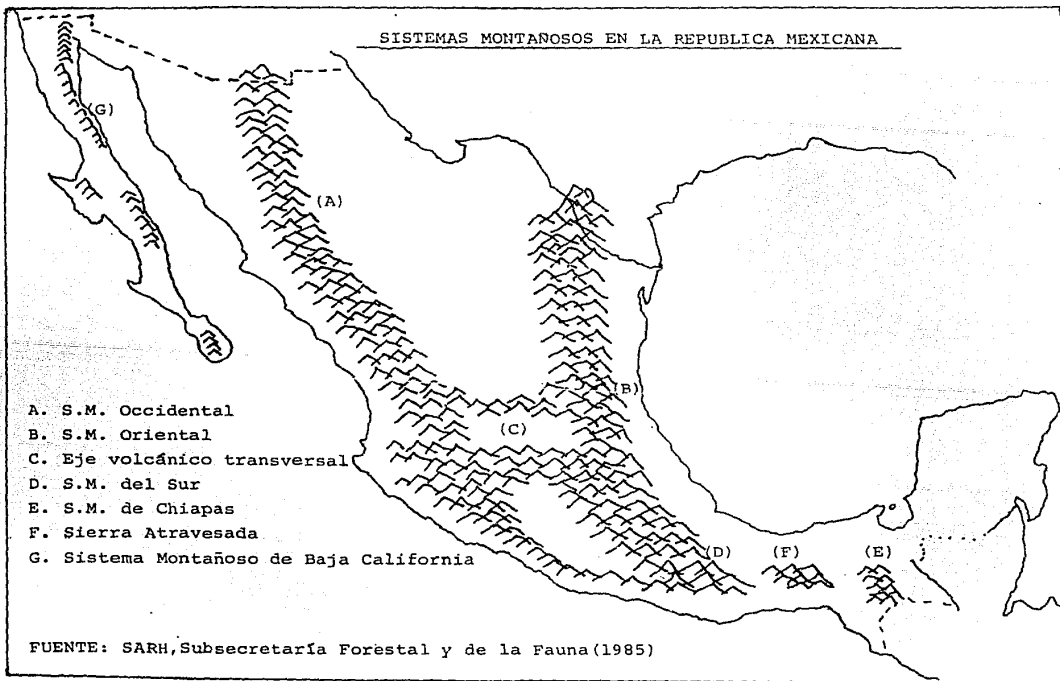 SISTEMAS MONTAÑOSOS EN LA REPUBLICA MEXICANA
(G)
(A)
(B)
(C)
A. S.M. Occidental
B. S.M. Oriental
C. Eje volcánico transversal
D. S.M. del Sur
E. S.M. de Chiapas
F. Sierra Atravesada
G. Sistema Montañoso de Baja California
(D)
(F)
(E)
FUENTE: SARH,Subsecretaría Forestal y de la Fauna(1985)